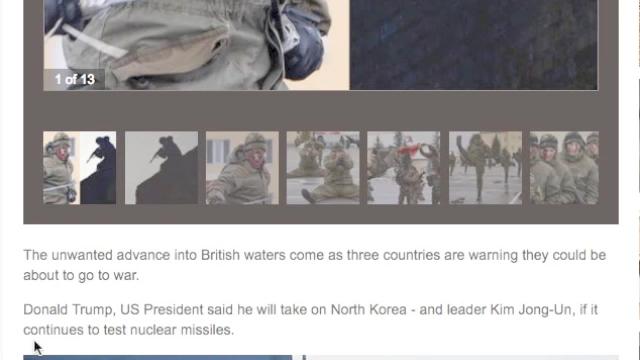 1 of 13
The unwanted advance into British waters come as three countries are warning they could be
about to go to war.
Donald Trump, US President said he will take on North Korea - and leader Kim Jong-Un, if it
continues to test nuclear missiles.